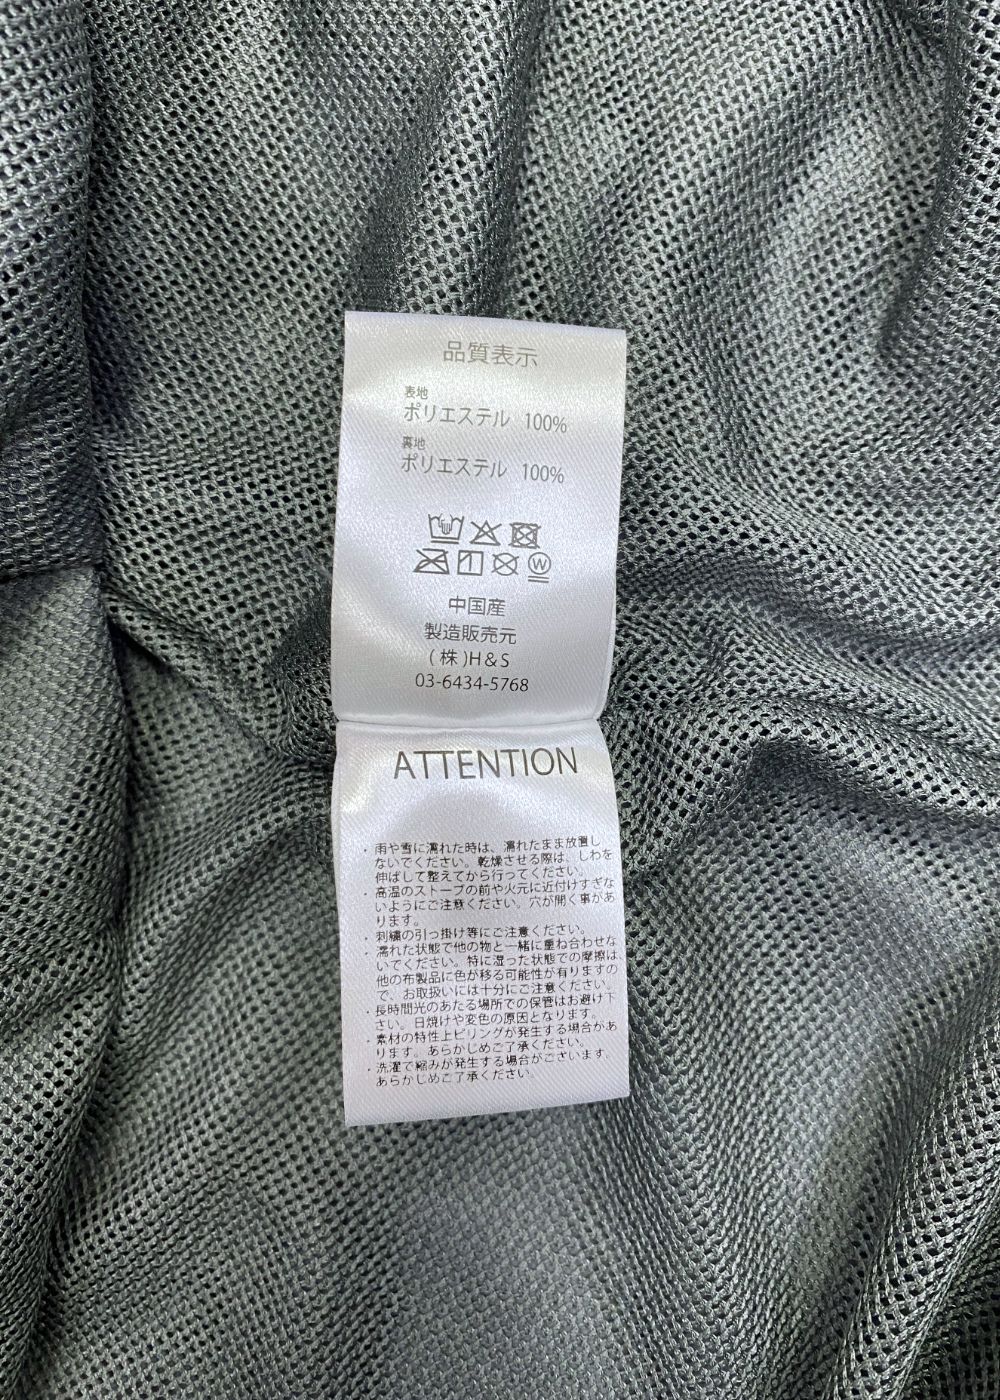 品質表示
表地
ポリエステル 100%
裏地
ポリエステル 100%
W
中国産
製造販売元
(株)H&S
03-6434-5768
ATTENTION
・雨や雪に濡れた時は、濡れたまま放置し
ないでください。乾燥させる際は、しわを
伸ばして整えてから行ってください。
・高温のストーブの前や火元に近付けすぎな
いようにご注意ください。穴が開く事があ
ります。
・刺繍の引っ掛け等にご注意ください。
・濡れた状態で他の物と一緒に重ね合わせな
いでください。特に湿った状態での摩擦は、
他の布製品に色が移る可能性が有りますの
で、お取扱いには十分にご注意ください。
・長時間光のあたる場所での保管はお避け下
さい。日焼けや変色の原因となります。
・素材の特性上ピリングが発生する場合があ
ります。あらかじめご了承ください。
・洗濯で縮みが発生する場合がございます。
あらかじめご了承ください。